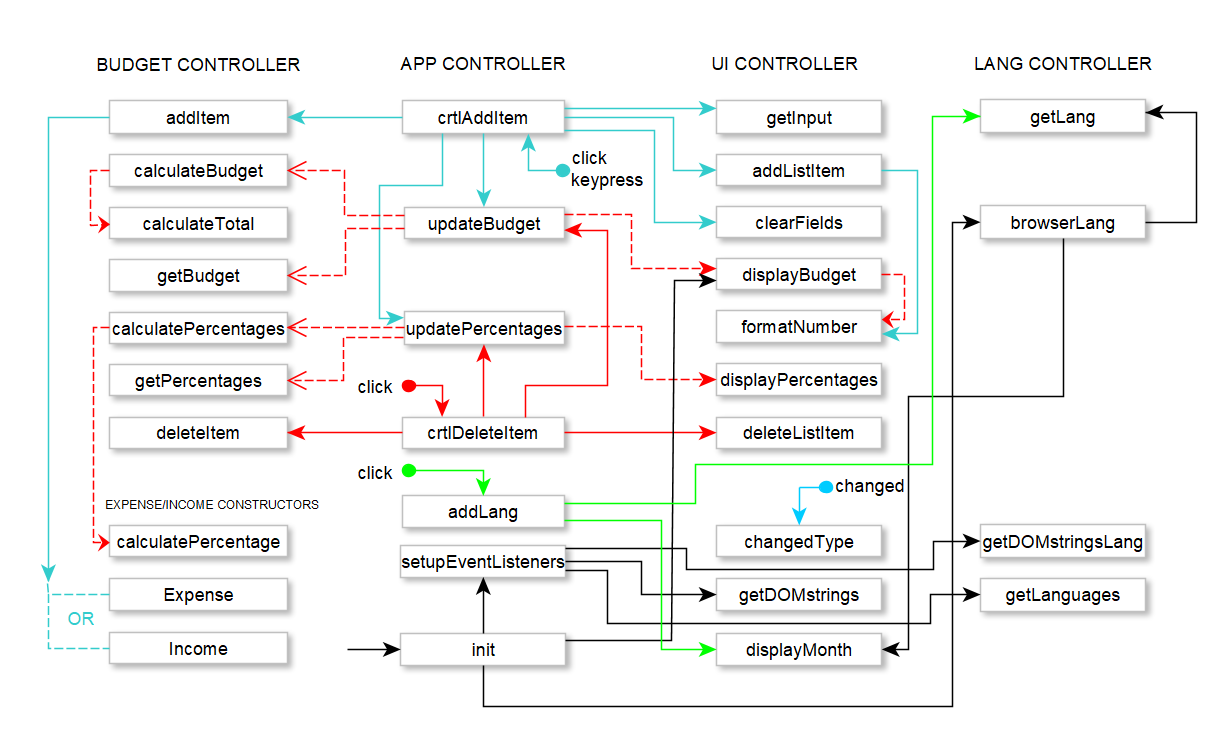 BUDGET CONTROLLER
APP CONTROLLER
UI CONTROLLER
LANG CONTROLLER
addItem
crtlAddItem
getInput
getLang
click
keypress
calculateBudget
addListItem
calculateTotal
updateBudget
clearFields
browserLang
getBudget
displayBudget
calculatePercentages
updatePercentages
formatNumber
getPercentages
click
displayPercentages
deleteItem
crtlDeleteItem
deleteListItem
click
changed
EXPENSE/INCOME CONSTRUCTORS
addLang
calculatePercentage
changedType
getDOMstringsLang
setupEventListeners
Expense
getDOMstrings
getLanguages
OR
Income
init
displayMonth